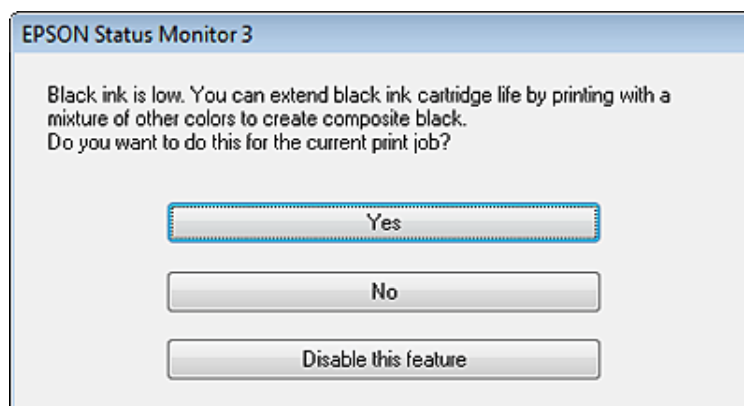 EPSON Status Monitor 3
Black ink is low. You can extend black ink cartridge life by printing with a
mixture of other colors to create composite black.
Do you want to do this for the current print job?
Yes
No
Disable this feature